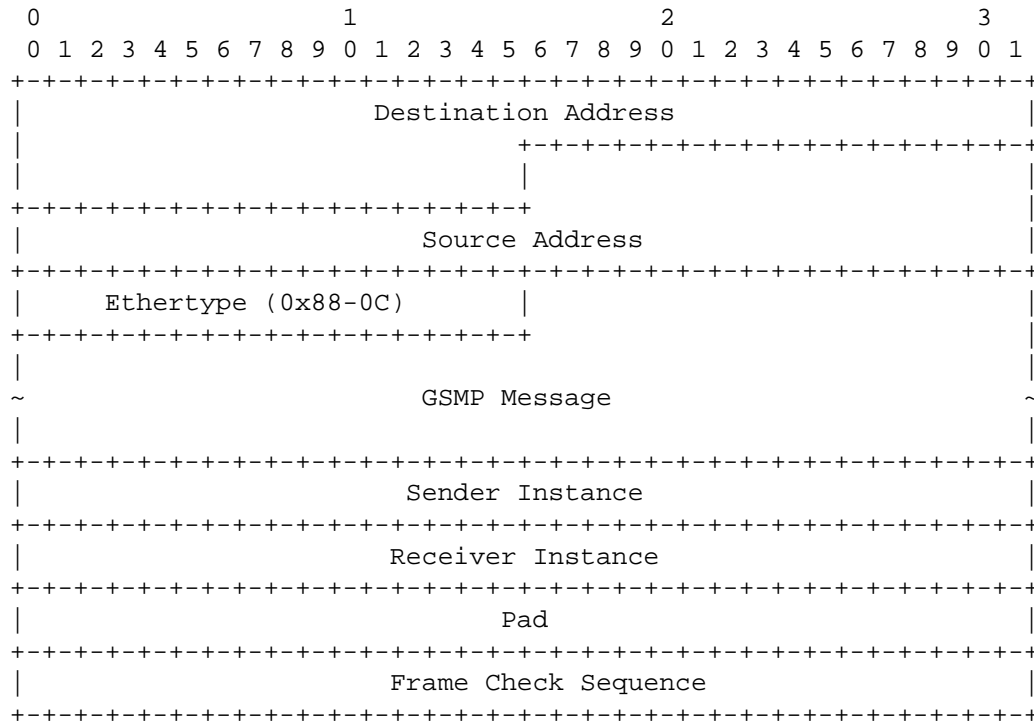 0                   1                   2                   3
 0 1 2 3 4 5 6 7 8 9 0 1 2 3 4 5 6 7 8 9 0 1 2 3 4 5 6 7 8 9 0 1
+-+-+-+-+-+-+-+-+-+-+-+-+-+-+-+-+-+-+-+-+-+-+-+-+-+-+-+-+-+-+-+-+
|                      Destination Address                      |
|                               +-+-+-+-+-+-+-+-+-+-+-+-+-+-+-+-+
|                               |                               |
+-+-+-+-+-+-+-+-+-+-+-+-+-+-+-+-+                               |
|                         Source Address                        |
+-+-+-+-+-+-+-+-+-+-+-+-+-+-+-+-+-+-+-+-+-+-+-+-+-+-+-+-+-+-+-+-+
|     Ethertype (0x88-0C)       |                               |
+-+-+-+-+-+-+-+-+-+-+-+-+-+-+-+-+                               |
|                                                               |
~                         GSMP Message                          ~
|                                                               |
+-+-+-+-+-+-+-+-+-+-+-+-+-+-+-+-+-+-+-+-+-+-+-+-+-+-+-+-+-+-+-+-+
|                        Sender Instance                        |
+-+-+-+-+-+-+-+-+-+-+-+-+-+-+-+-+-+-+-+-+-+-+-+-+-+-+-+-+-+-+-+-+
|                       Receiver Instance                       |
+-+-+-+-+-+-+-+-+-+-+-+-+-+-+-+-+-+-+-+-+-+-+-+-+-+-+-+-+-+-+-+-+
|                              Pad                              |
+-+-+-+-+-+-+-+-+-+-+-+-+-+-+-+-+-+-+-+-+-+-+-+-+-+-+-+-+-+-+-+-+
|                       Frame Check Sequence                    |
+-+-+-+-+-+-+-+-+-+-+-+-+-+-+-+-+-+-+-+-+-+-+-+-+-+-+-+-+-+-+-+-+